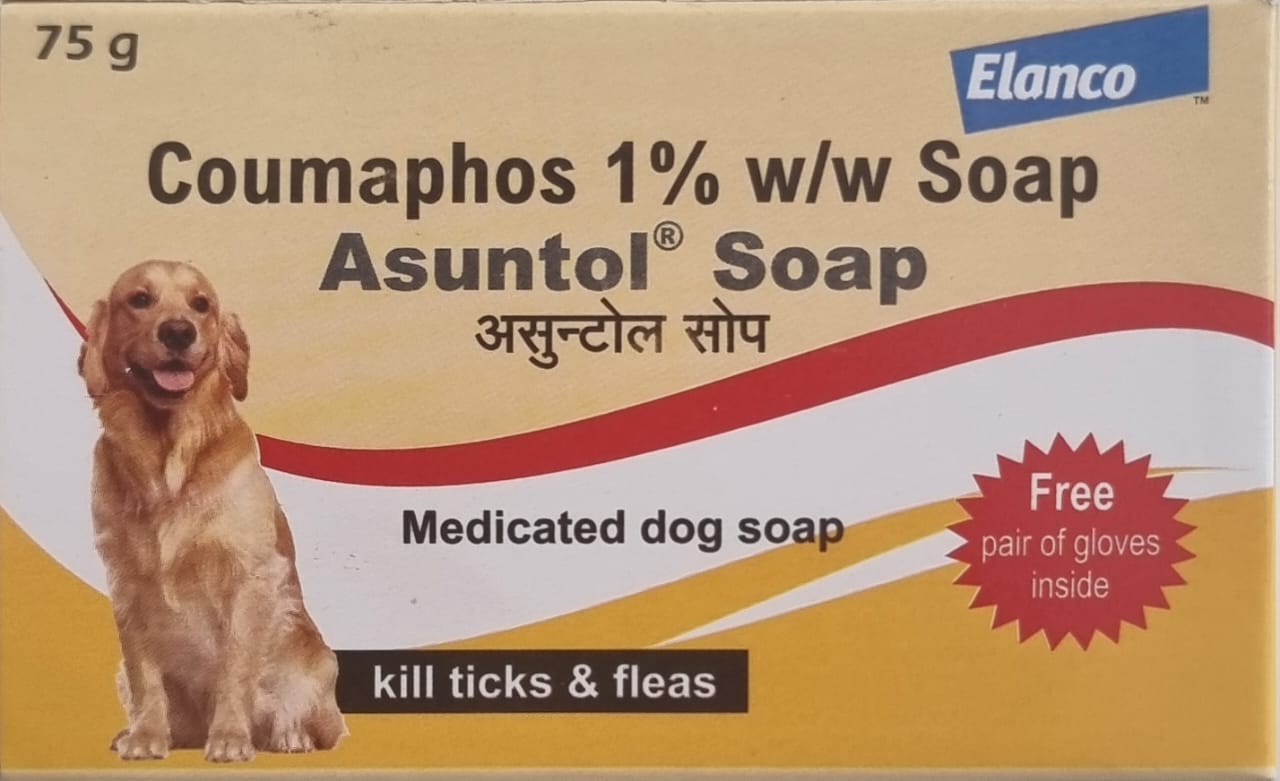 75 g
Elanco
TM
Coumaphos 1% w/w Soap
Asuntol® Soap
असुन्टोल सोप
Medicated dog soap
Free
pair of gloves
inside
kill ticks & fleas